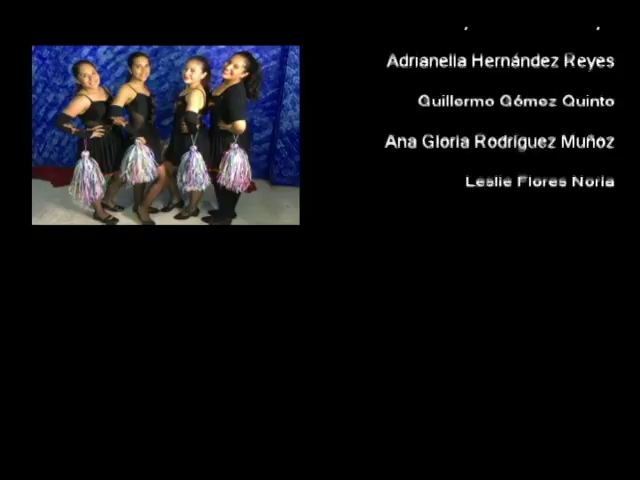 Adrianella Hernández Reyes
Guillermo Gómez Quinto
Ana Gloria Rodríguez Muñoz
Leslie Flores Noria